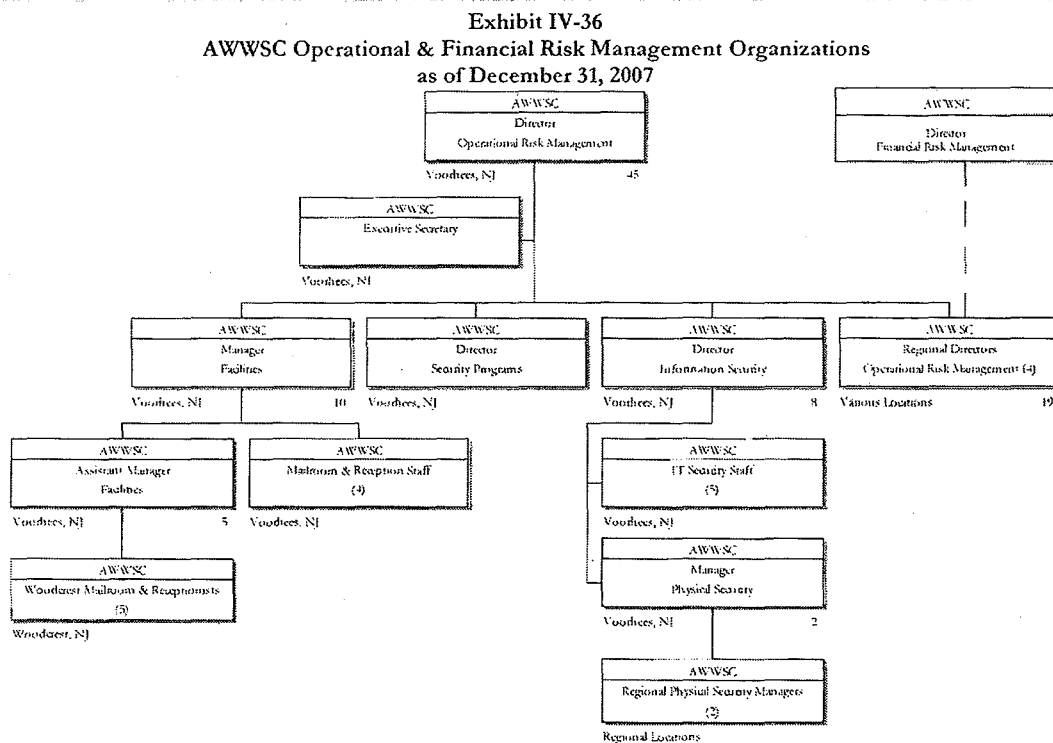 Exhibit IV-36
AWWSC Operational & Financial Risk Management Organizations
as of December 31, 2007
AWWSC
Director
Operational Risk Management
Voorhees, NJ 45
AWWSC
Director
Financial Risk Management
AWWSC
Executive Secretary
Voorhees, NJ
AWWSC
Manager
Facilities
Voorhees, NJ 10
AWWSC
Director
Security Programs
Voorhees, NJ
AWWSC
Director
Information Security
Voorhees, NJ 8
AWWSC
Regional Directors
Operational Risk Management (4)
Various Locations 19
AWWSC
Assistant Manager
Facilities
Voorhees, NJ 5
AWWSC
Mailroom & Reception Staff
(4)
Voorhees, NJ
AWWSC
IT Security Staff
(5)
Voorhees, NJ
AWWSC
Woodcrest Mailroom & Receptionists
(5)
Woodcrest, NJ
AWWSC
Manager
Physical Security
Voorhees, NJ 2
AWWSC
Regional Physical Security Managers
(2)
Regional Locations